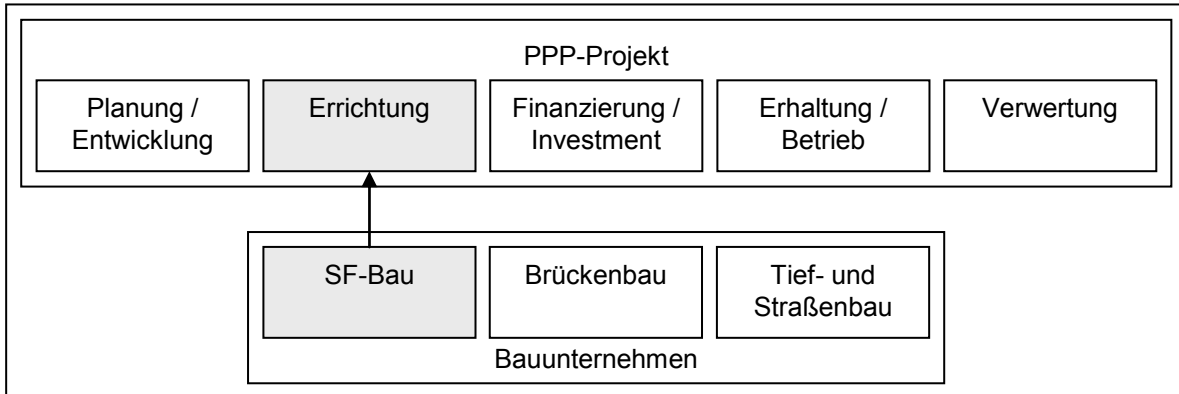 PPP-Projekt
Planung /
Entwicklung
Errichtung
Finanzierung /
Investment
Erhaltung /
Betrieb
Verwertung
SF-Bau
Brückenbau
Tief- und
Straßenbau
Bauunternehmen